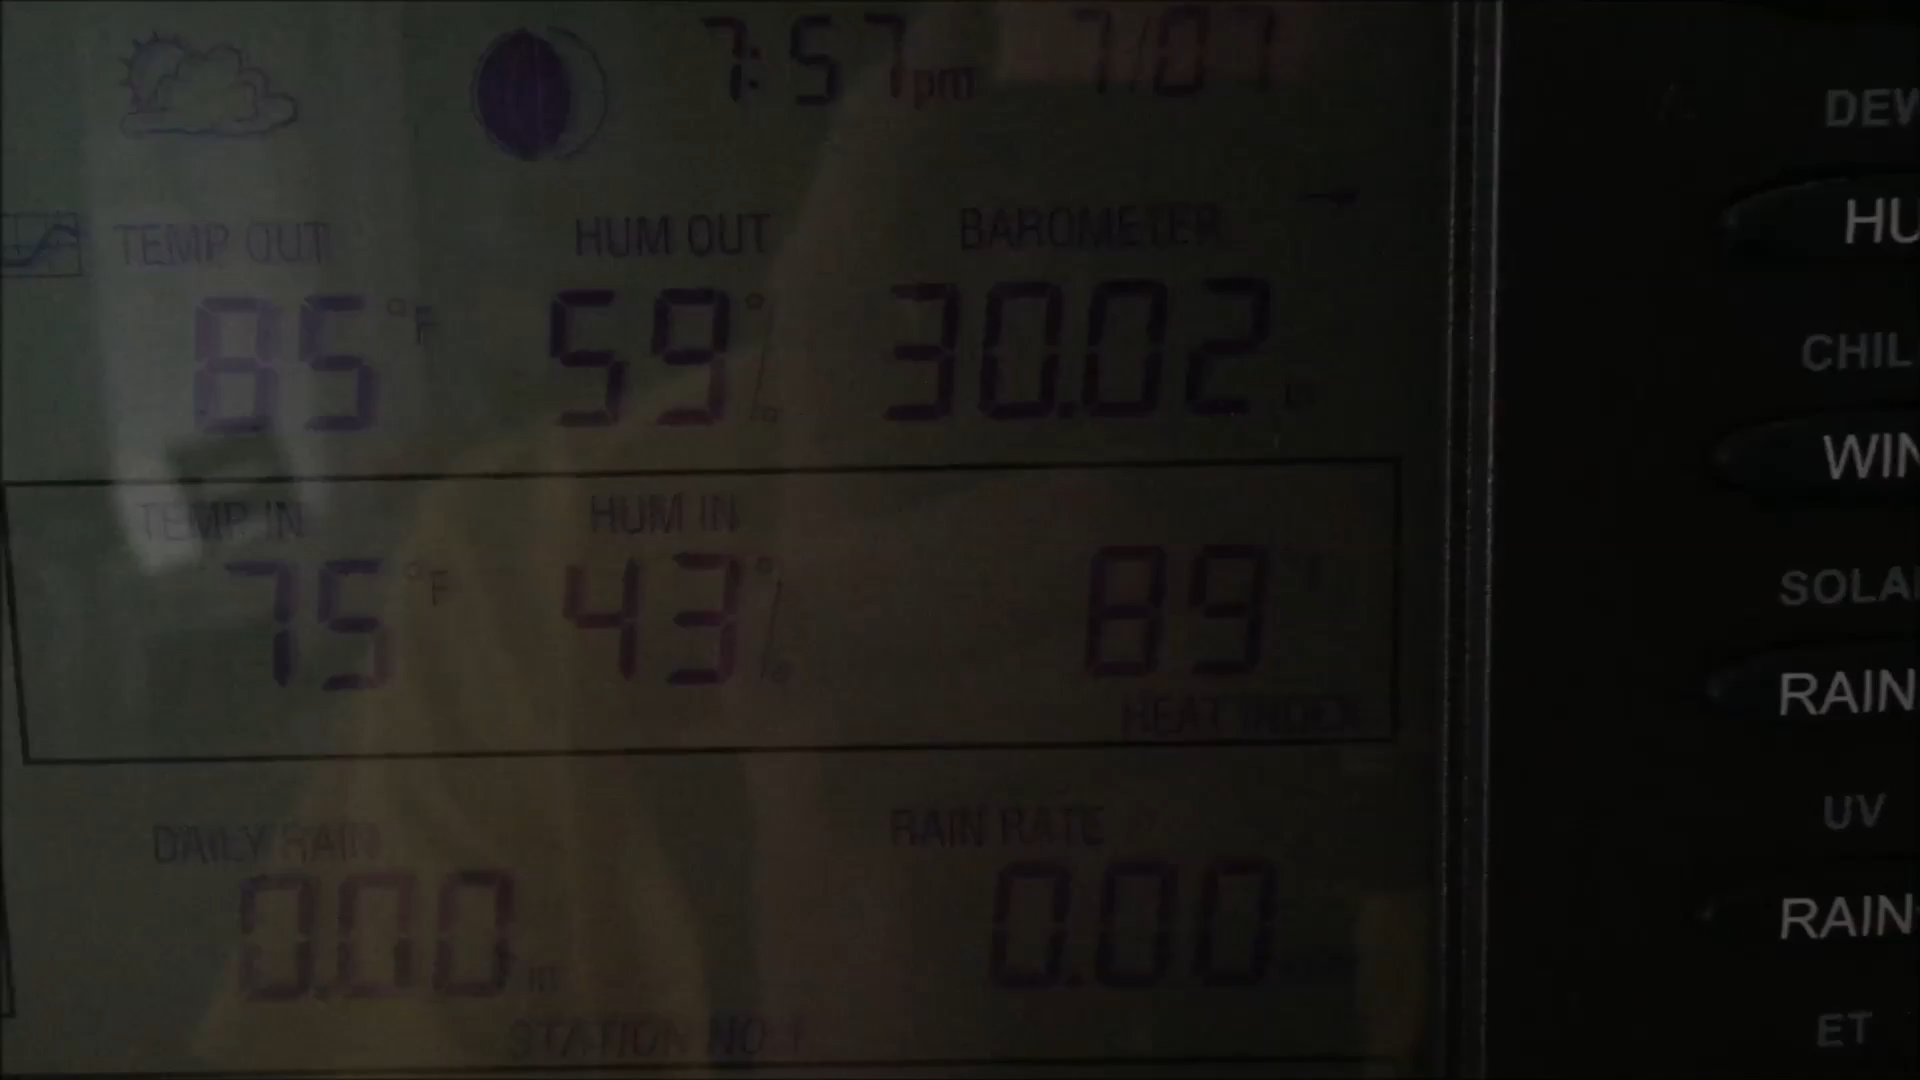 7:57pm 7/07
DEW
TEMP OUT HUM OUT BAROMETER
HU
85°F 59% 30.02 in
CHIL
WIN
TEMP IN HUM IN
75°F 43% 89°F
SOLA
HEAT INDEX
RAIN
DAILY RAIN RAIN RATE
UV
0.00 in 0.00
RAIN
STATION NO. 1
ET